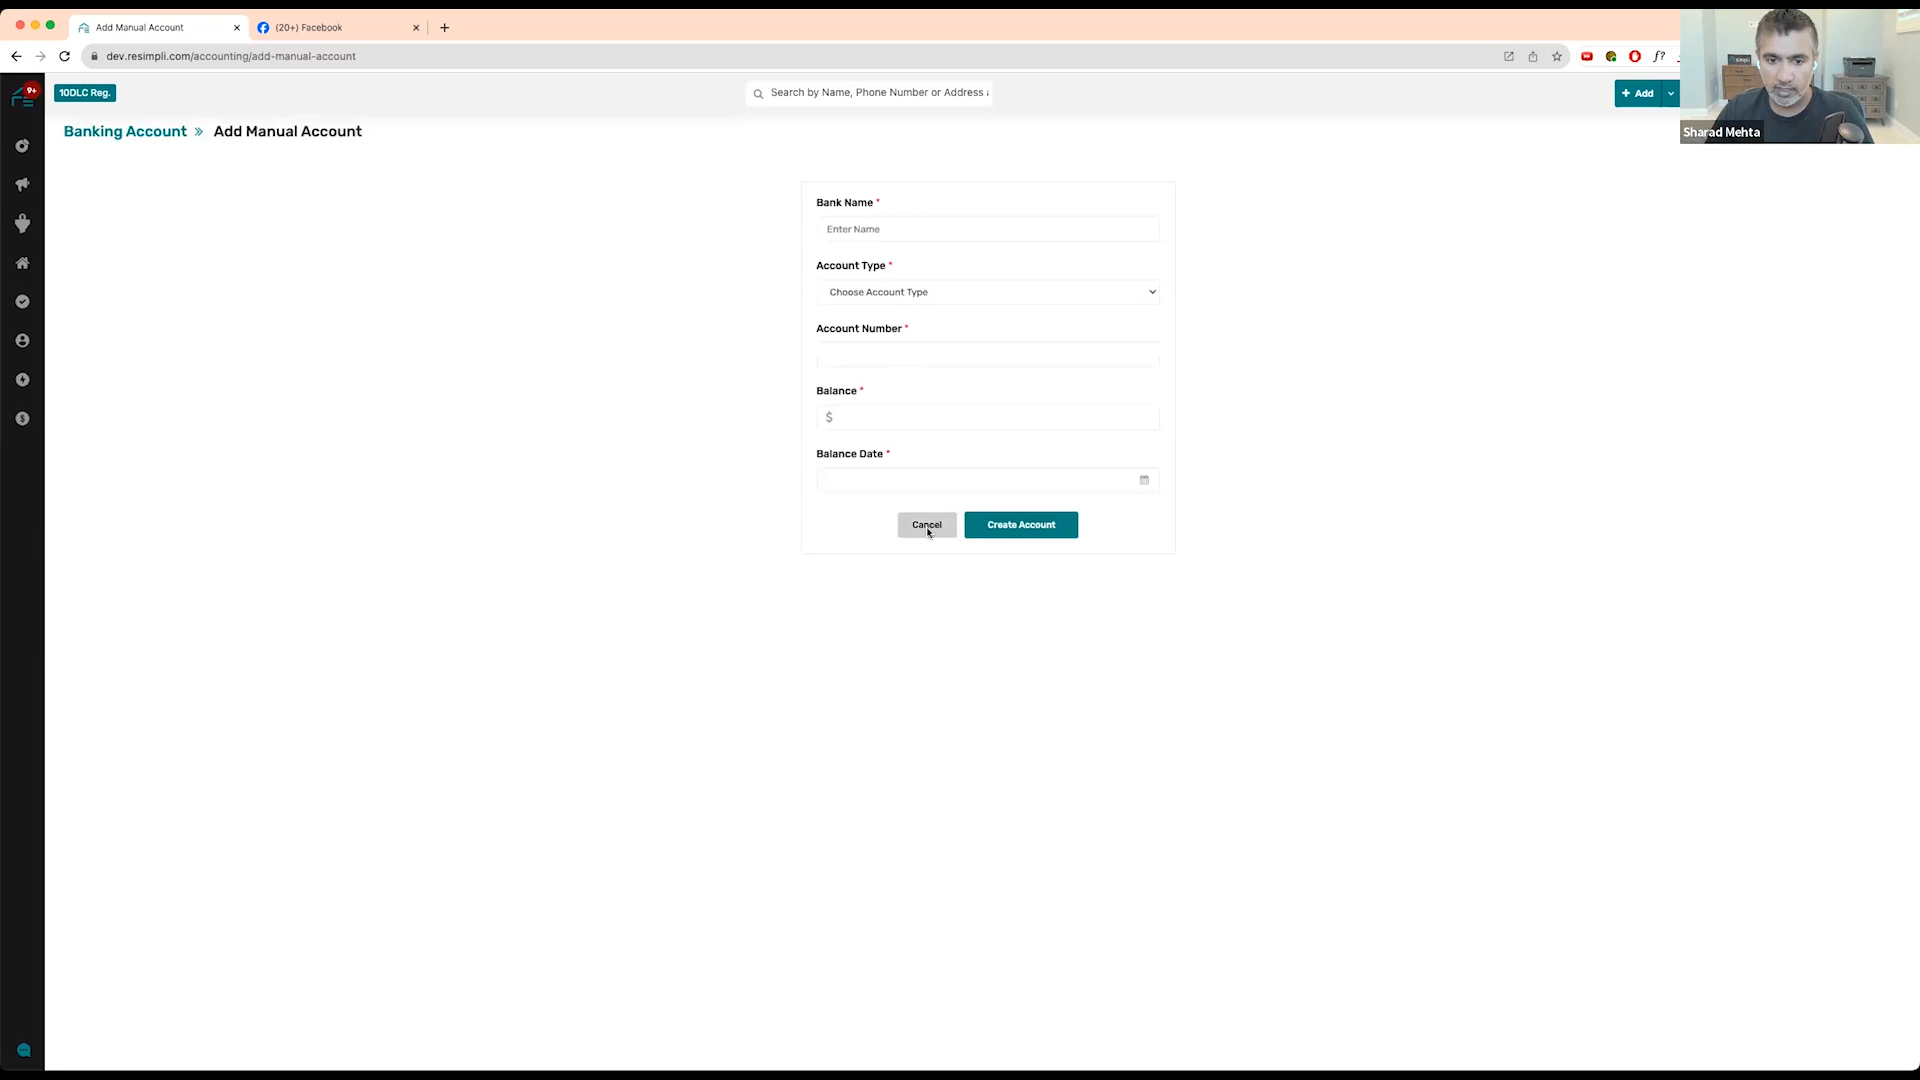 Add Manual Account
(20+) Facebook
dev.resimpli.com/accounting/add-manual-account
f?
9+
10DLC Reg.
Search by Name, Phone Number or Address
+ Add
Sharad Mehta
Banking Account » Add Manual Account
Bank Name *
Enter Name
Account Type *
Choose Account Type
Account Number *
Balance *
$
Balance Date *
Cancel
Create Account